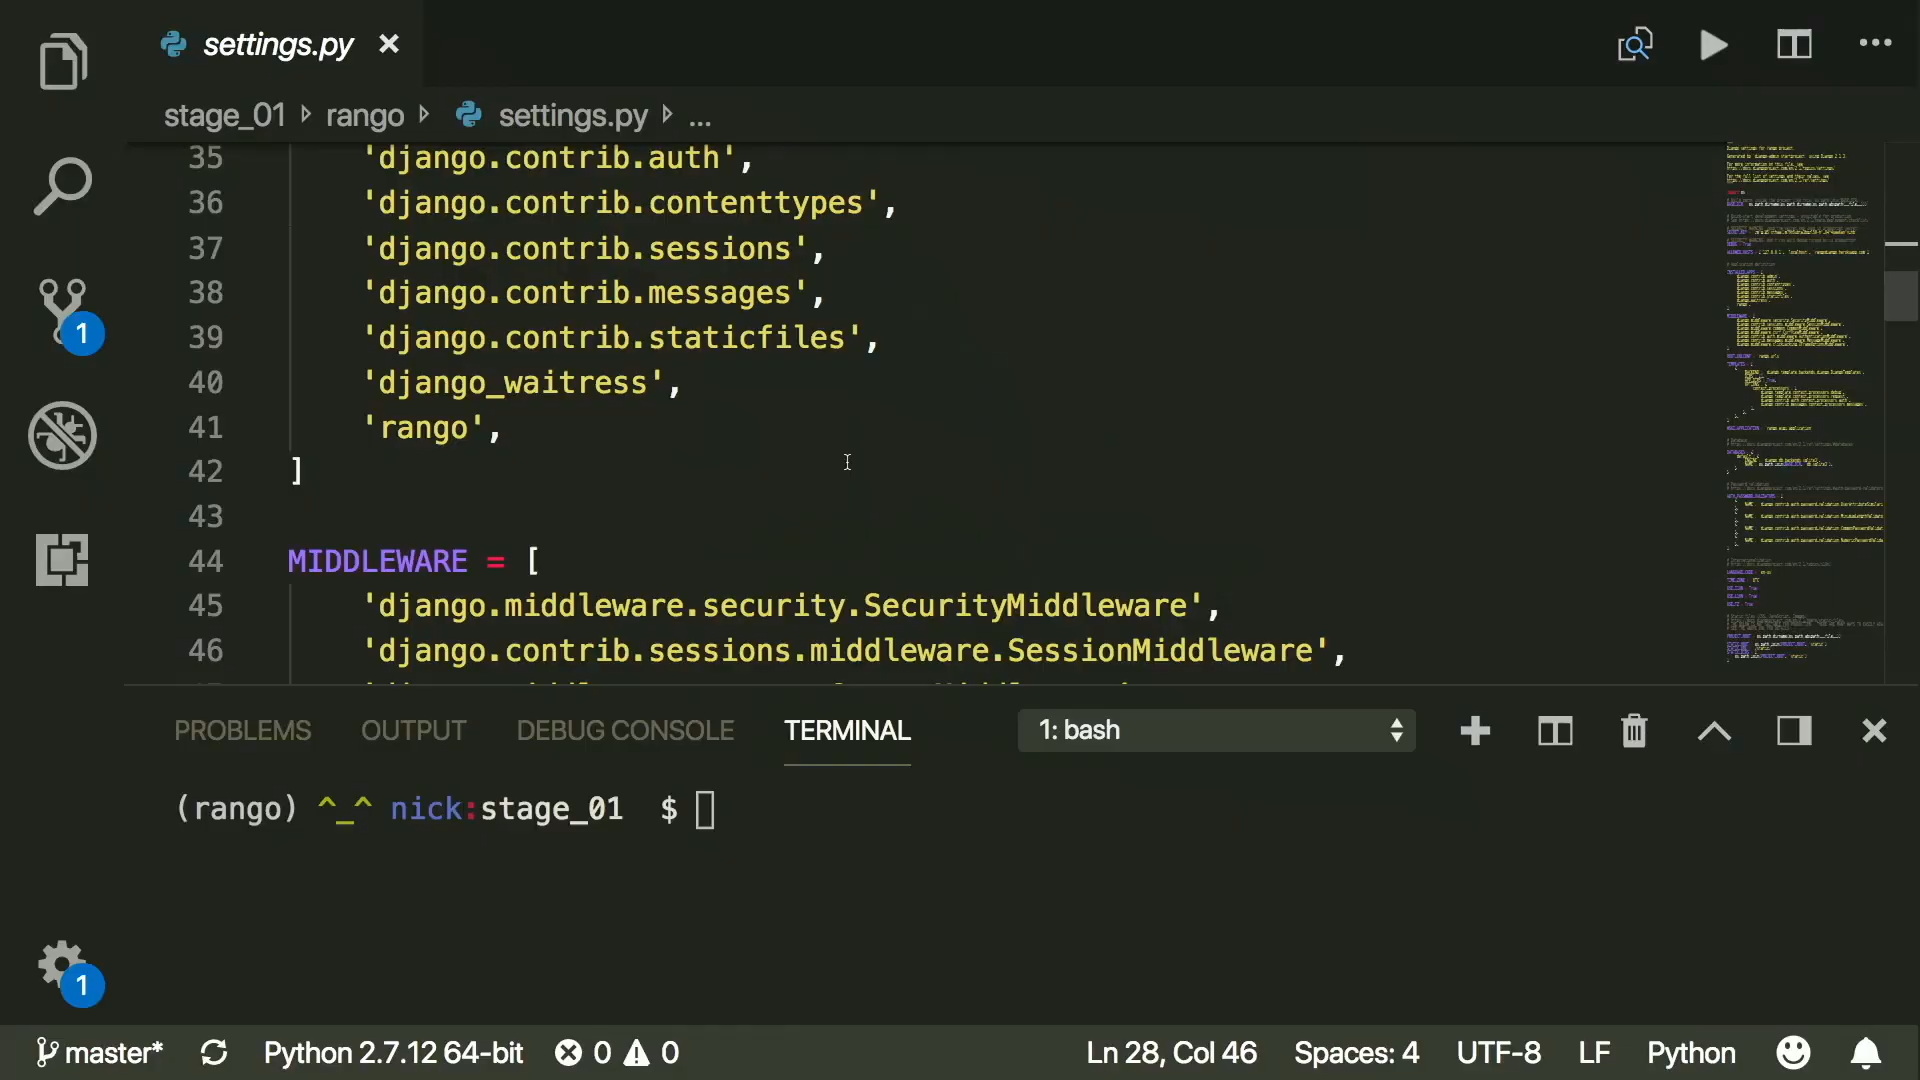 settings.py
stage_01 rango settings.py ...
35 'django.contrib.auth',
36 'django.contrib.contenttypes',
37 'django.contrib.sessions',
38 'django.contrib.messages',
39 'django.contrib.staticfiles',
40 'django_waitress',
41 'rango',
42 ]
43
44 MIDDLEWARE = [
45 'django.middleware.security.SecurityMiddleware',
46 'django.contrib.sessions.middleware.SessionMiddleware',
PROBLEMS OUTPUT DEBUG CONSOLE TERMINAL 1: bash
(rango) ^_^ nick:stage_01 $
1
1
master* Python 2.7.12 64-bit 0 0 Ln 28, Col 46 Spaces: 4 UTF-8 LF Python